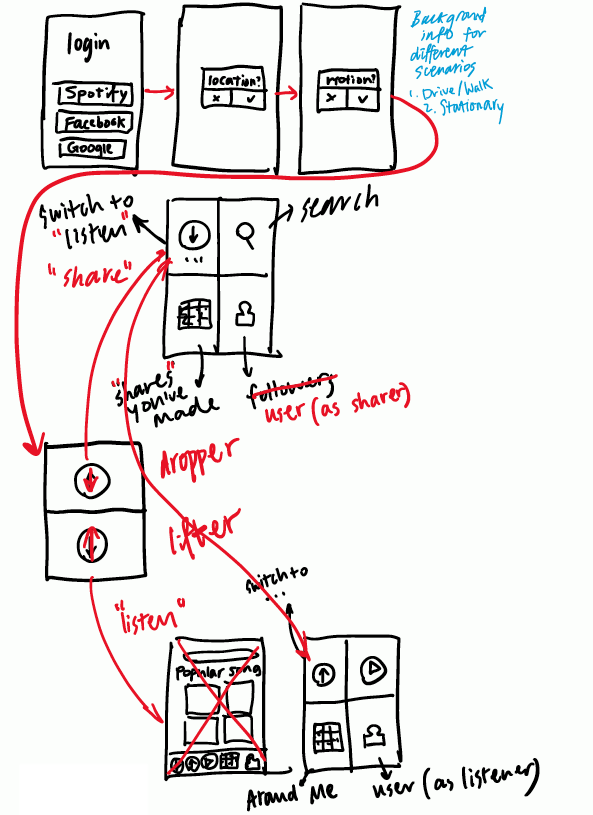 login
Spotify
Facebook
Google
location?
x ✓
motion?
x ✓
Background
info for
different
scenarios
1. Drive/Walk
2. Stationary
switch to
"listen"
search
"share"
...
"shares"
you've
made
followers
user (as sharer)
dropper
lifter
"listen"
switch to
...
Popular song
Around Me
user (as listener)